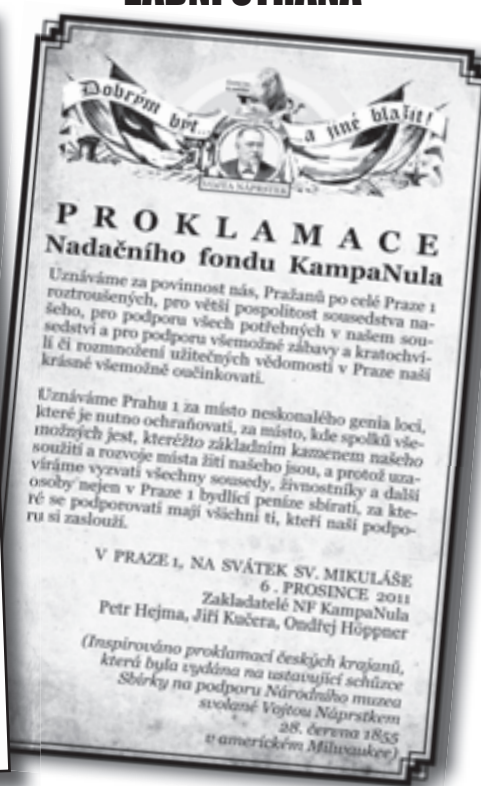 ZADNÍ STRANA
Dobrým být... a jiné blažit!
VOJTA NÁPRSTEK
PROKLAMACE
Nadačního fondu KampaNula
Uznáváme za povinnost nás, Pražanů po celé Praze 1
roztroušených, pro větší pospolitost sousedstva na-
šeho, pro podporu všech potřebných v našem sou-
sedství a pro podporu všemožné zábavy a kratochví-
lí či rozmnožení užitečných vědomostí v Praze naší
krásné všemožně oučinkovati.
Uznáváme Prahu 1 za místo neskonalého genia loci,
které je nutno ochraňovati, za místo, kde spolků vše-
možných jest, kteréžto základním kamenem našeho
soužití a rozvoje místa žití našeho jsou, a protož uza-
víráme vyzvati všechny sousedy, živnostníky a další
osoby nejen v Praze 1 bydlící peníze sbírati, za kte-
ré se podporovati mají všichni ti, kteří naši podpo-
ru si zaslouží.
V PRAZE 1, NA SVÁTEK SV. MIKULÁŠE
6. PROSINCE 2011
Zakladatelé NF KampaNula
Petr Hejma, Jiří Kučera, Ondřej Höppner
(Inspirováno proklamací českých krajanů,
která byla vydána na ustavující schůzce
Sbírky na podporu Národního muzea
svolané Vojtou Náprstkem
28. června 1855
v americkém Milwaukee)